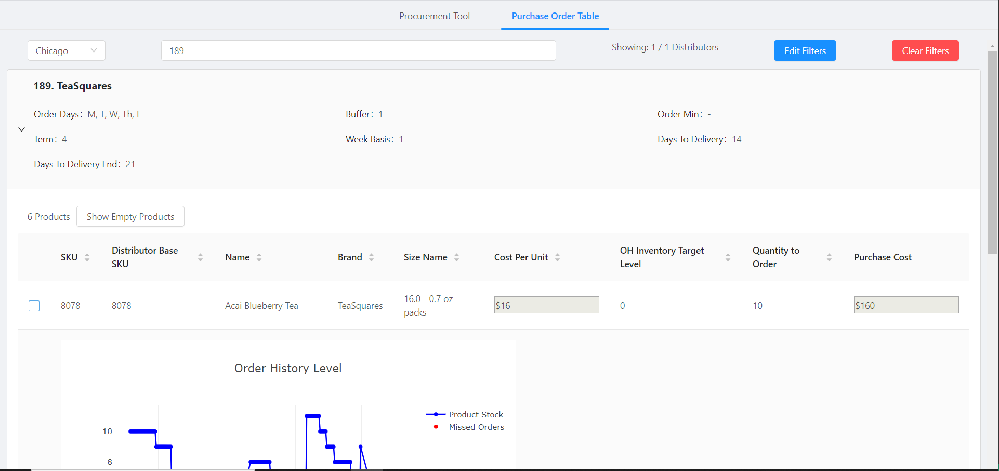 Procurement Tool
Purchase Order Table
Chicago
189
Showing: 1 / 1 Distributors
Edit Filters
Clear Filters
189. TeaSquares
Order Days: M, T, W, Th, F
Buffer: 1
Order Min: -
Term: 4
Week Basis: 1
Days To Delivery: 14
Days To Delivery End: 21
6 Products
Show Empty Products
SKU
Distributor Base
SKU
Name
Brand
Size Name
Cost Per Unit
OH Inventory Target
Level
Quantity to
Order
Purchase Cost
-
8078
8078
Acai Blueberry Tea
TeaSquares
16.0 - 0.7 oz
packs
$16
0
10
$160
Order History Level
Product Stock
Missed Orders
10
8